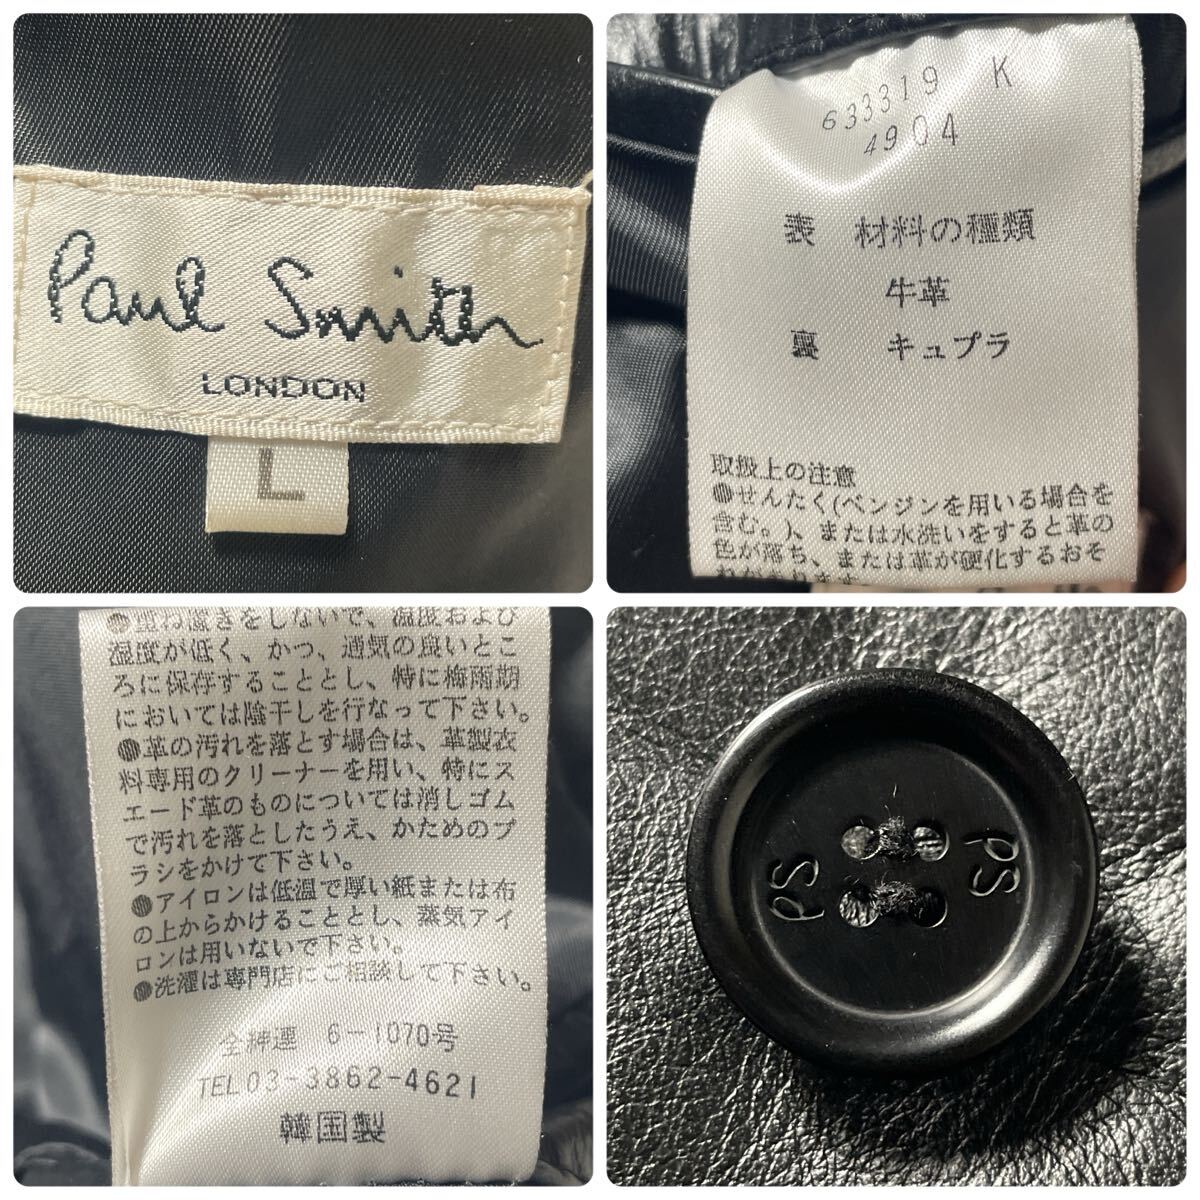 Paul Smith
LONDON
L
633319 K
4904
表 材料の種類
牛革
裏 キュプラ
取扱上の注意
●せんたく(ベンジンを用いる場合を
含む。)、または水洗いをすると革の
色が落ち、または革が硬化するおそ
れがあります。
●重ね置きをしないで、温度および
湿度が低く、かつ、通気の良いとこ
ろに保存することとし、特に梅雨期
においては陰干しを行なって下さい。
●革の汚れを落とす場合は、革製衣
料専用のクリーナーを用い、特にス
エード革のものについては消しゴム
で汚れを落としたうえ、かためのブ
ラシをかけて下さい。
●アイロンは低温で厚い紙または布
の上からかけることとし、蒸気アイ
ロンは用いないで下さい。
●洗濯は専門店にご相談して下さい。
全紳連 6-1070号
TEL03-3862-4621
韓国製
PS
PS